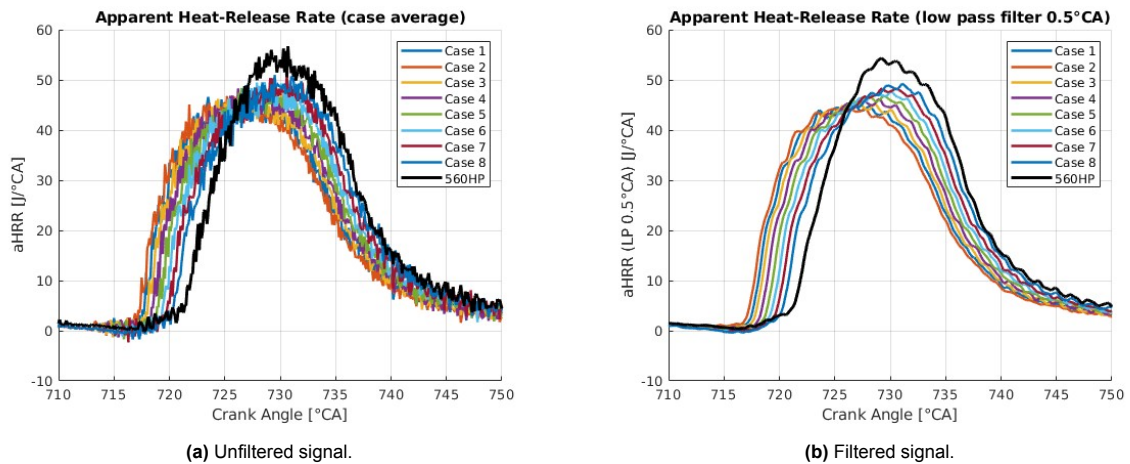 Apparent Heat-Release Rate (case average)
60
50
40
30
20
10
0
-10
aHRR [J/°CA]
Case 1
Case 2
Case 3
Case 4
Case 5
Case 6
Case 7
Case 8
560HP
710 715 720 725 730 735 740 745 750
Crank Angle [°CA]
(a) Unfiltered signal.
Apparent Heat-Release Rate (low pass filter 0.5°CA)
60
50
40
30
20
10
0
-10
aHRR (LP 0.5°CA) [J/°CA]
Case 1
Case 2
Case 3
Case 4
Case 5
Case 6
Case 7
Case 8
560HP
710 715 720 725 730 735 740 745 750
Crank Angle [°CA]
(b) Filtered signal.